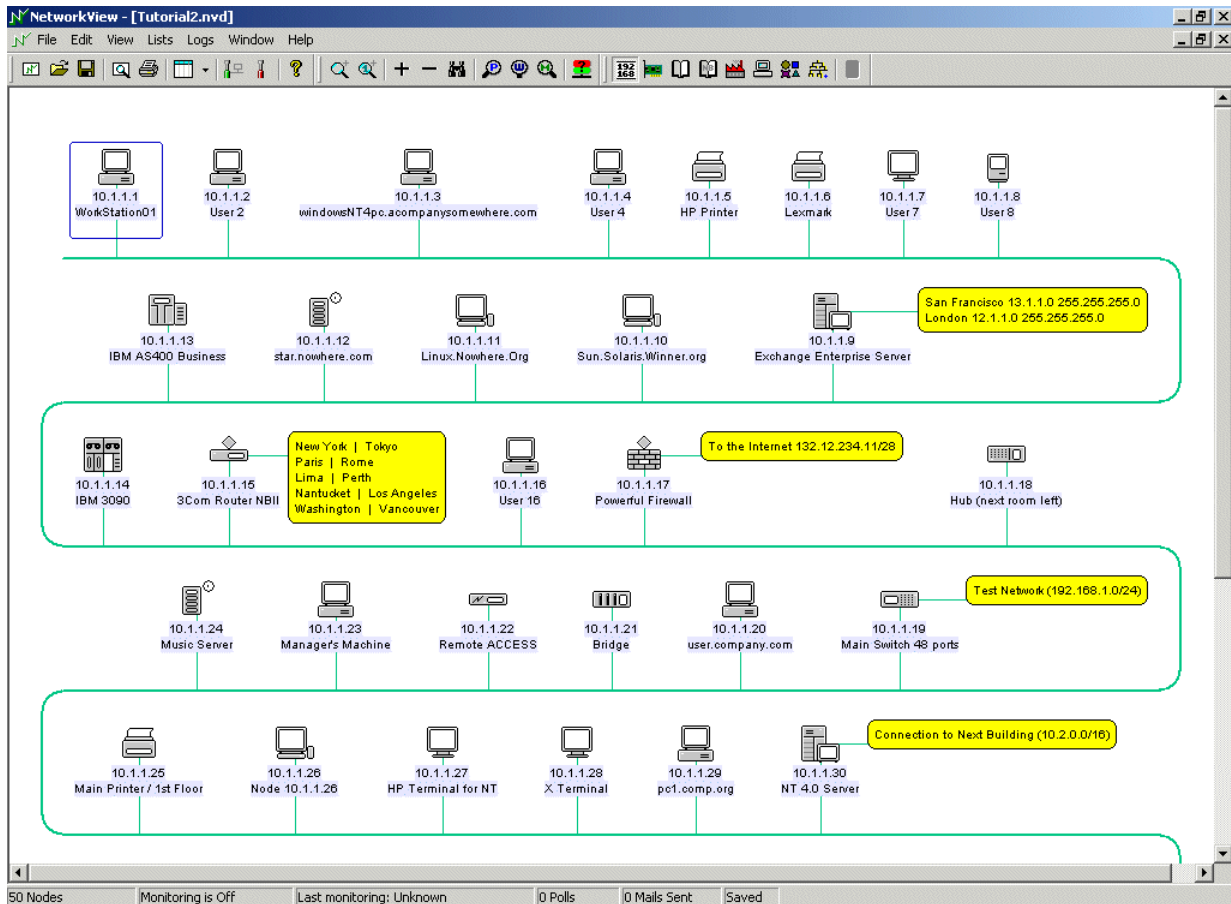 NetworkView - [Tutorial2.nvd]
File Edit View Lists Logs Window Help
192
168
10.1.1.1
WorkStation01
10.1.1.2
User 2
10.1.1.3
windowsNT4pc.acompanysomewhere.com
10.1.1.4
User 4
10.1.1.5
HP Printer
10.1.1.6
Lexmark
10.1.1.7
User 7
10.1.1.8
User 8
10.1.1.13
IBM AS400 Business
10.1.1.12
star.nowhere.com
10.1.1.11
Linux.Nowhere.Org
10.1.1.10
Sun.Solaris.Winner.org
10.1.1.9
Exchange Enterprise Server
San Francisco 13.1.1.0 255.255.255.0
London 12.1.1.0 255.255.255.0
10.1.1.14
IBM 3090
10.1.1.15
3Com Router NBII
New York | Tokyo
Paris | Rome
Lima | Perth
Nantucket | Los Angeles
Washington | Vancouver
10.1.1.16
User 16
10.1.1.17
Powerful Firewall
To the Internet 132.12.234.11/28
10.1.1.18
Hub (next room left)
10.1.1.24
Music Server
10.1.1.23
Manager's Machine
10.1.1.22
Remote ACCESS
10.1.1.21
Bridge
10.1.1.20
user.company.com
10.1.1.19
Main Switch 48 ports
Test Network (192.168.1.0/24)
10.1.1.25
Main Printer / 1st Floor
10.1.1.26
Node 10.1.1.26
10.1.1.27
HP Terminal for NT
10.1.1.28
X Terminal
10.1.1.29
pc1.comp.org
10.1.1.30
NT 4.0 Server
Connection to Next Building (10.2.0.0/16)
50 Nodes
Monitoring is Off
Last monitoring: Unknown
0 Polls
0 Mails Sent
Saved